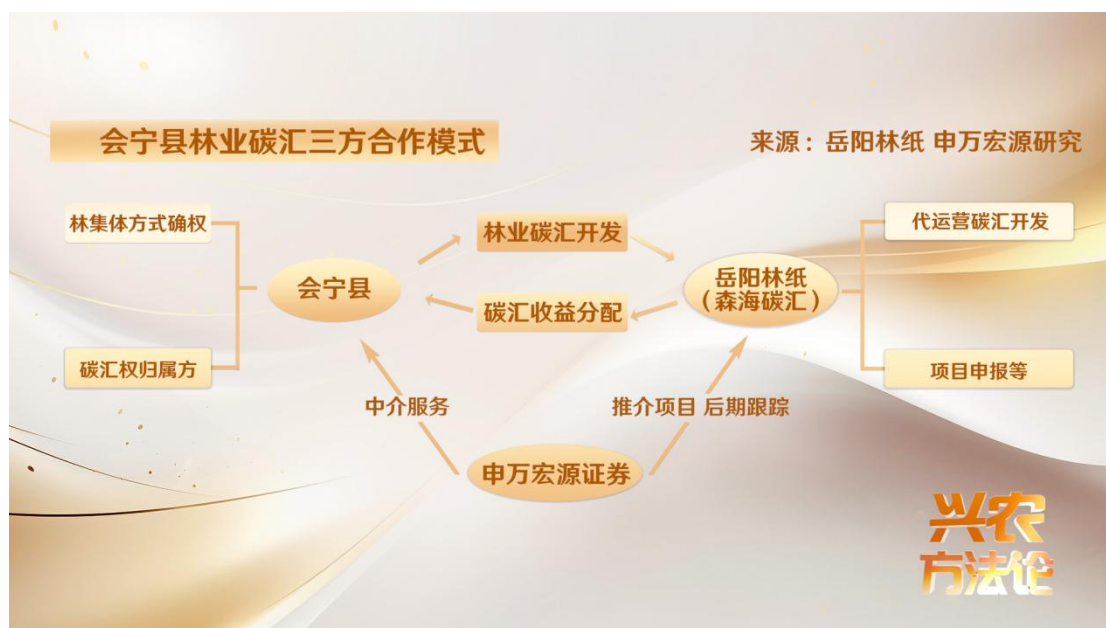 会宁县林业碳汇三方合作模式
来源：岳阳林纸 申万宏源研究
林集体方式确权
林业碳汇开发
代运营碳汇开发
会宁县
岳阳林纸
（森海碳汇）
碳汇收益分配
碳汇权归属方
项目申报等
中介服务
推介项目 后期跟踪
申万宏源证券
兴农
方法论